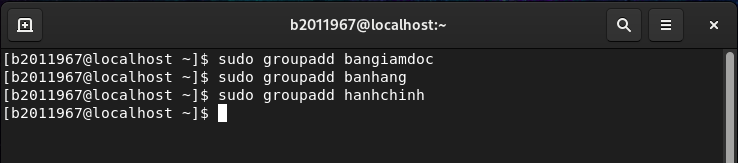 b2011967@localhost:~
[b2011967@localhost ~]$ sudo groupadd bangiamdoc
[b2011967@localhost ~]$ sudo groupadd banhang
[b2011967@localhost ~]$ sudo groupadd hanhchinh
[b2011967@localhost ~]$